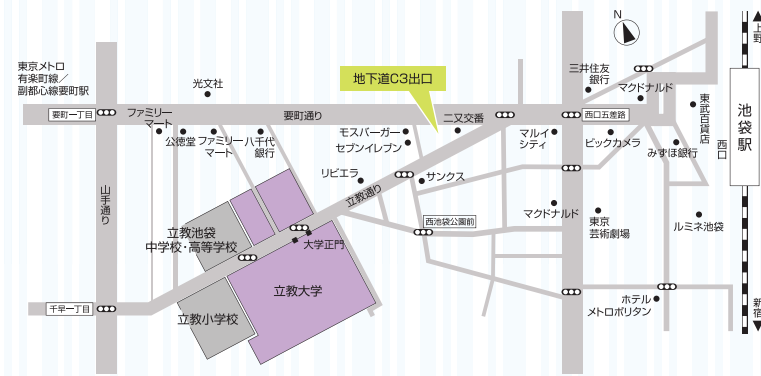 N
上野
東京メトロ
有楽町線／
副都心線要町駅
光文社
地下道C3出口
三井住友
銀行
マクドナルド
要町一丁目
ファミリー
マート
公徳堂
ファミリー
マート
八千代
銀行
要町通り
モスバーガー
セブンイレブン
二又交番
マルイ
シティ
西口五差路
ビックカメラ
東武百貨店
みずほ銀行
西口
池袋駅
山手通り
リビエラ
サンクス
立教通り
マクドナルド
西池袋公園前
東京
芸術劇場
ルミネ池袋
立教池袋
中学校・高等学校
大学正門
立教大学
立教小学校
千早一丁目
ホテル
メトロポリタン
新宿